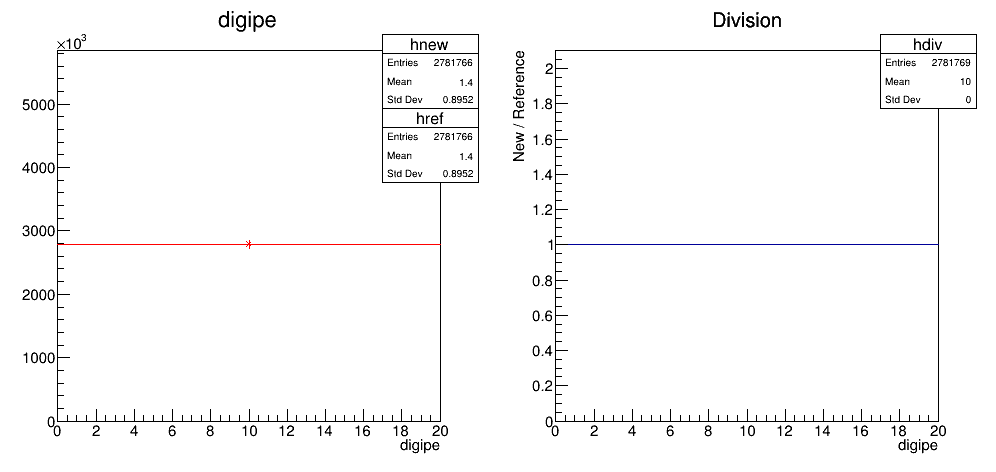 digipe
×10³
hnew
Entries 2781766
Mean 1.4
Std Dev 0.8952
href
Entries 2781766
Mean 1.4
Std Dev 0.8952
5000
4000
3000
2000
1000
0
0 2 4 6 8 10 12 14 16 18 20
digipe
Division
New / Reference
hdiv
Entries 2781769
Mean 10
Std Dev 0
2
1.8
1.6
1.4
1.2
1
0.8
0.6
0.4
0.2
0
0 2 4 6 8 10 12 14 16 18 20
digipe